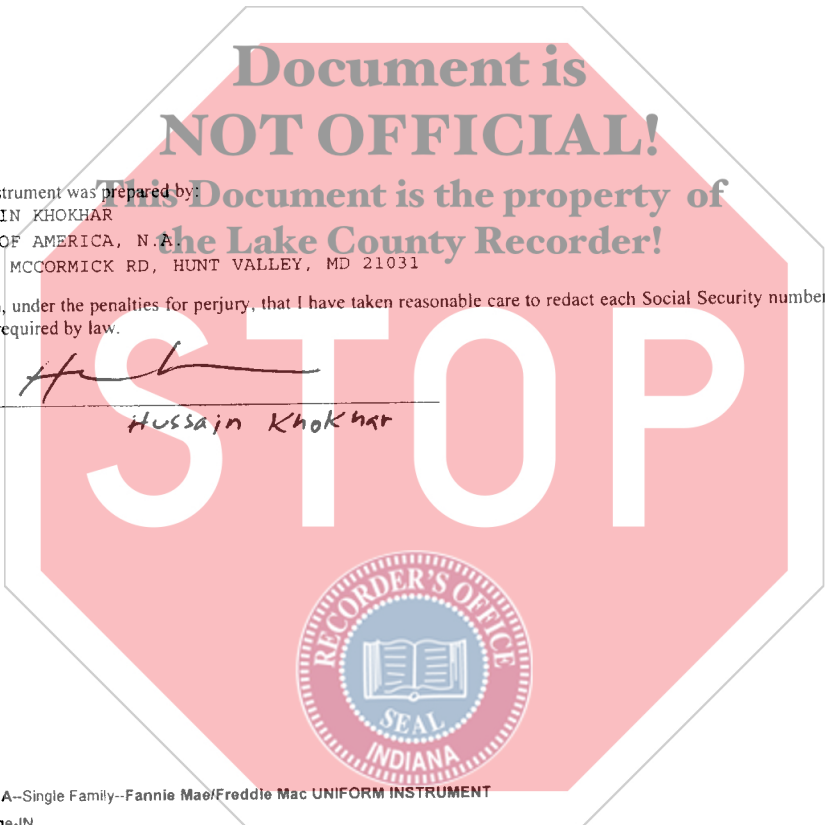 Document is
NOT OFFICIAL!
This Document is the property of
the Lake County Recorder!
strument was prepared by:
IN KHOKHAR
OF AMERICA, N.A.
MCCORMICK RD, HUNT VALLEY, MD 21031
, under the penalties for perjury, that I have taken reasonable care to redact each Social Security number
required by law.
Hussain Khokhar
STOP
RECORDER'S OFFICE
SEAL
INDIANA
A--Single Family--Fannie Mae/Freddie Mac UNIFORM INSTRUMENT
ge-IN